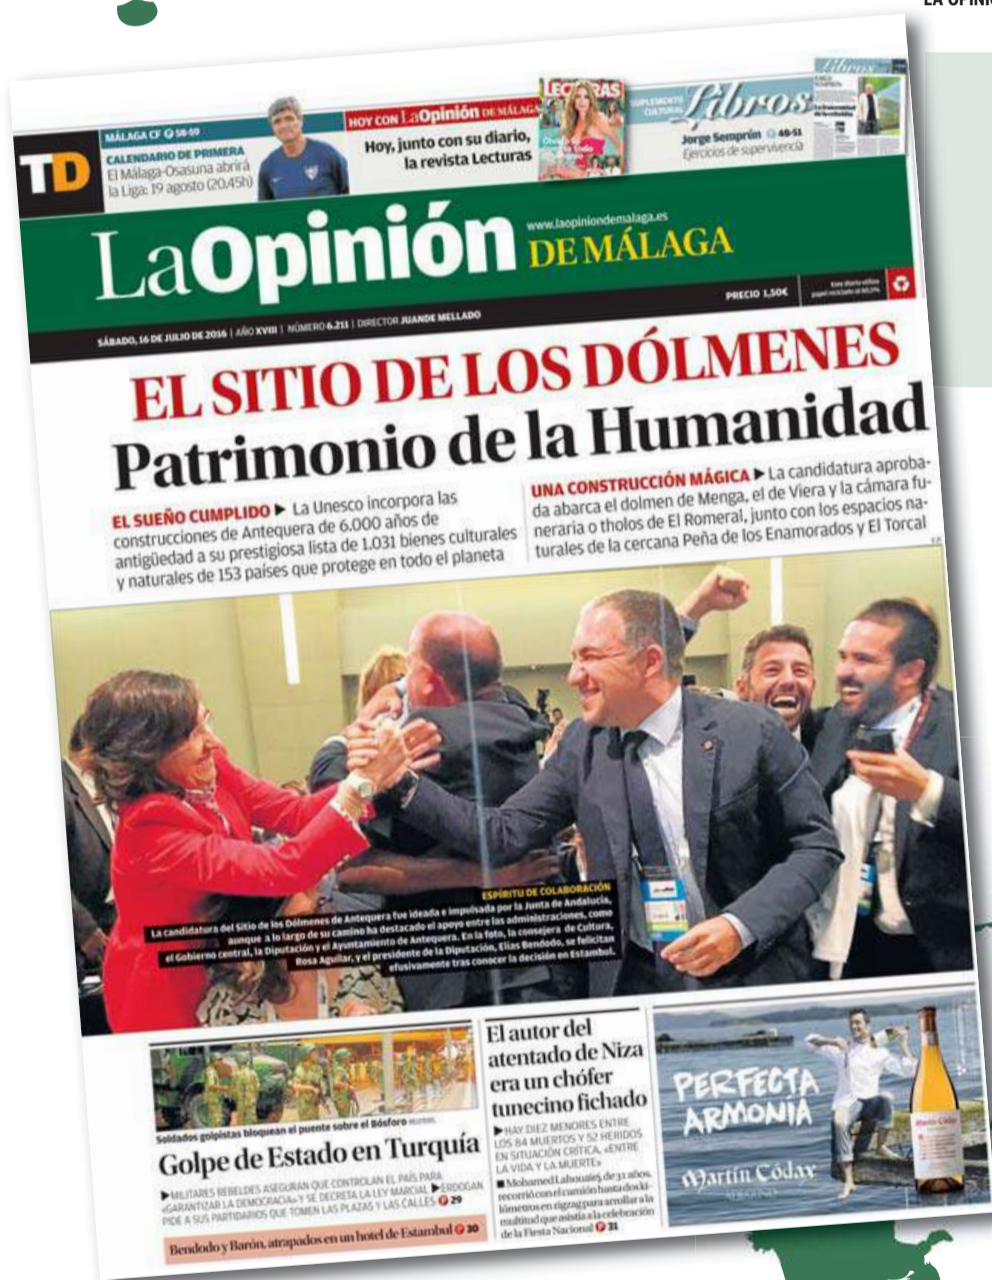 LA OPINI
TD
MÁLAGA CF 58-59
CALENDARIO DE PRIMERA
El Málaga-Osasuna abrirá
la Liga: 19 agosto (20.45h)
HOY CON LaOpinión DE MÁLAGA
Hoy, junto con su diario,
la revista Lecturas
LECTURAS
SUPLEMENTO
CULTURAL
Libros
Jorge Semprún 48-51
Ejercicios de supervivencia
Libros
LaOpinión
www.laopiniondemalaga.es
DE MÁLAGA
PRECIO 1,50€
SÁBADO, 16 DE JULIO DE 2016 | AÑO XVIII | NÚMERO 6.211 | DIRECTOR JUANDE MELLADO
EL SITIO DE LOS DÓLMENES
Patrimonio de la Humanidad
EL SUEÑO CUMPLIDO ▶ La Unesco incorpora las
construcciones de Antequera de 6.000 años de
antigüedad a su prestigiosa lista de 1.031 bienes culturales
y naturales de 153 países que protege en todo el planeta
UNA CONSTRUCCIÓN MÁGICA ▶ La candidatura aproba-
da abarca el dolmen de Menga, el de Viera y la cámara fu-
neraria o tholos de El Romeral, junto con los espacios na-
turales de la cercana Peña de los Enamorados y El Torcal
ESPÍRITU DE COLABORACIÓN
La candidatura del Sitio de los Dólmenes de Antequera fue ideada e impulsada por la Junta de Andalucía,
aunque a lo largo de su camino ha destacado el apoyo entre las administraciones, como
el Gobierno central, la Diputación y el Ayuntamiento de Antequera. En la foto, la consejera de Cultura,
Rosa Aguilar, y el presidente de la Diputación, Elías Bendodo, se felicitan
efusivamente tras conocer la decisión en Estambul.
Soldados golpistas bloquean el puente sobre el Bósforo REUTERS
Golpe de Estado en Turquía
▶MILITARES REBELDES ASEGURAN QUE CONTROLAN EL PAÍS PARA
«GARANTIZAR LA DEMOCRACIA» Y SE DECRETA LA LEY MARCIAL ▶ERDOGAN
PIDE A SUS PARTIDARIOS QUE TOMEN LAS PLAZAS Y LAS CALLES P 29
Bendodo y Barón, atrapados en un hotel de Estambul P 30
El autor del
atentado de Niza
era un chófer
tunecino fichado
▶HAY DIEZ MENORES ENTRE
LOS 84 MUERTOS Y 52 HERIDOS
EN SITUACIÓN CRÍTICA, «ENTRE
LA VIDA Y LA MUERTE»
■ Mohamed Lahouaiej, de 31 años,
recorrió con el camión hasta dos ki-
lómetros en zigzag para arrollar a la
multitud que asistía a la celebración
de la Fiesta Nacional P 31
PERFECTA
ARMONÍA
Martín Códax
ALBARIÑO
Martín Códax